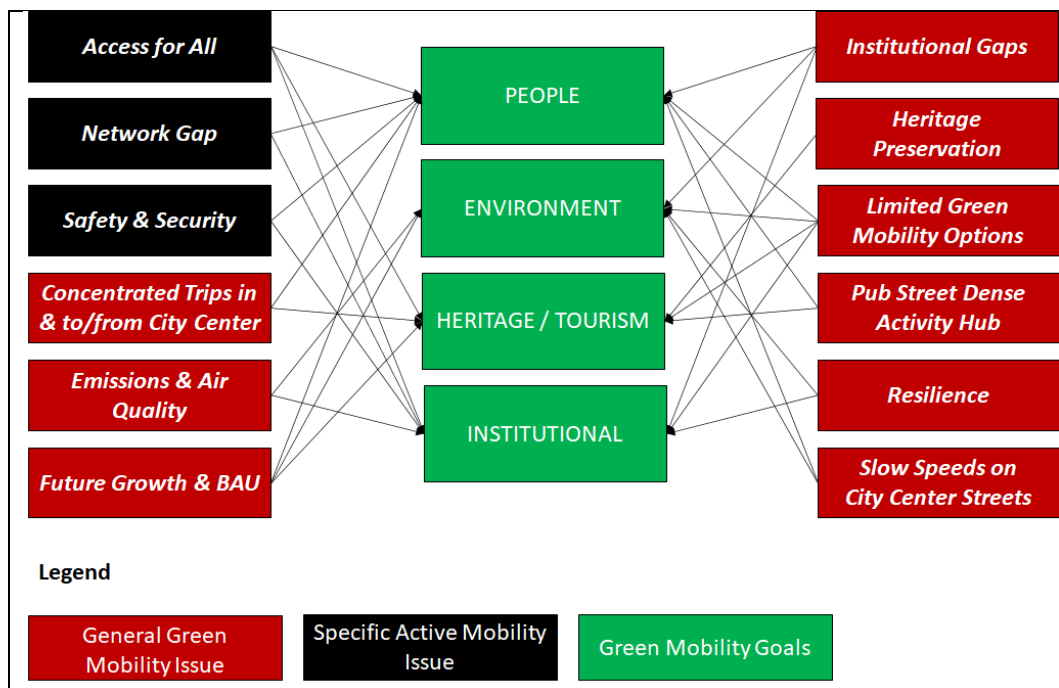 Access for All
Network Gap
Safety & Security
Concentrated Trips in
& to/from City Center
Emissions & Air
Quality
Future Growth & BAU
PEOPLE
ENVIRONMENT
HERITAGE / TOURISM
INSTITUTIONAL
Institutional Gaps
Heritage
Preservation
Limited Green
Mobility Options
Pub Street Dense
Activity Hub
Resilience
Slow Speeds on
City Center Streets
Legend
General Green
Mobility Issue
Specific Active Mobility
Issue
Green Mobility Goals